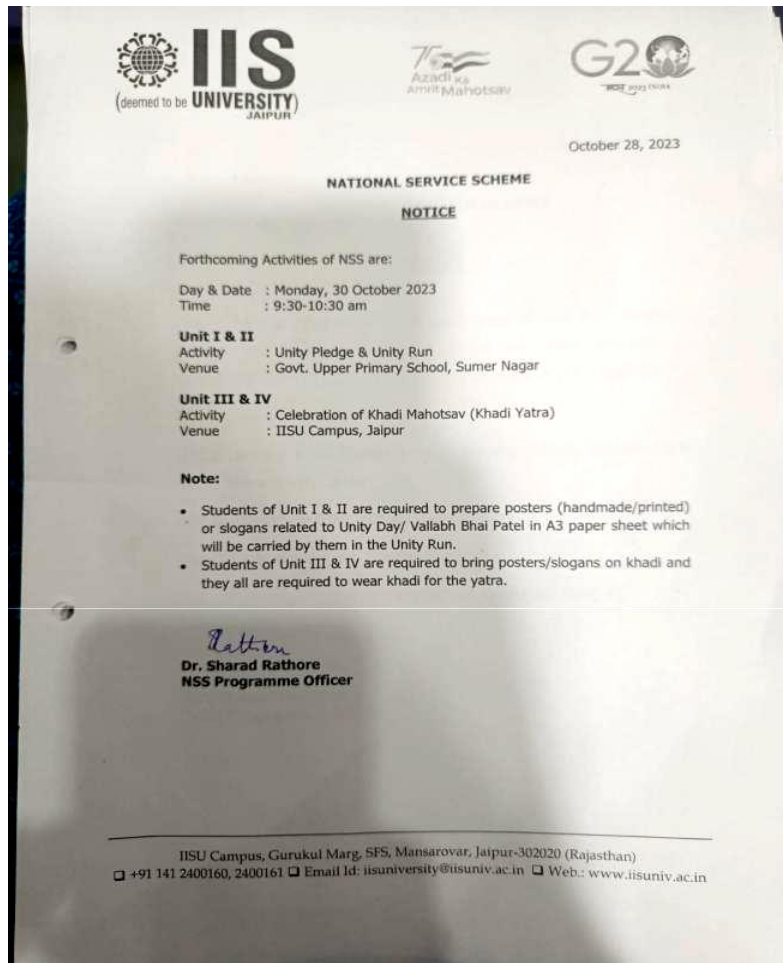 IIS
(deemed to be UNIVERSITY)
JAIPUR
75
Azadi Ka
Amrit Mahotsav
G20
भारत 2023 INDIA
October 28, 2023
NATIONAL SERVICE SCHEME
NOTICE
Forthcoming Activities of NSS are:
Day & Date : Monday, 30 October 2023
Time : 9:30-10:30 am
Unit I & II
Activity : Unity Pledge & Unity Run
Venue : Govt. Upper Primary School, Sumer Nagar
Unit III & IV
Activity : Celebration of Khadi Mahotsav (Khadi Yatra)
Venue : IISU Campus, Jaipur
Note:
• Students of Unit I & II are required to prepare posters (handmade/printed)
or slogans related to Unity Day/ Vallabh Bhai Patel in A3 paper sheet which
will be carried by them in the Unity Run.
• Students of Unit III & IV are required to bring posters/slogans on khadi and
they all are required to wear khadi for the yatra.
Dr. Sharad Rathore
NSS Programme Officer
IISU Campus, Gurukul Marg, SFS, Mansarovar, Jaipur-302020 (Rajasthan)
❑ +91 141 2400160, 2400161 ❑ Email Id: iisuniversity@iisuniv.ac.in ❑ Web.: www.iisuniv.ac.in